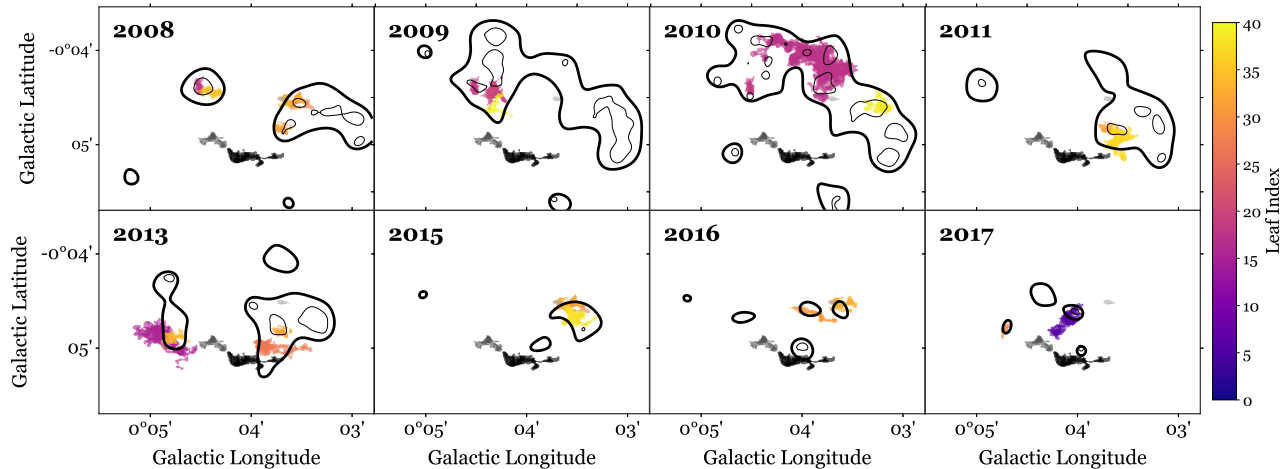 2008
2009
2010
2011
Galactic Latitude
-0°04'
05'
2013
2015
2016
2017
Galactic Latitude
-0°04'
05'
0°05' 04' 03'
0°05' 04' 03'
0°05' 04' 03'
0°05' 04' 03'
Galactic Longitude
Galactic Longitude
Galactic Longitude
Galactic Longitude
40
35
30
25
20
15
10
5
0
Leaf Index